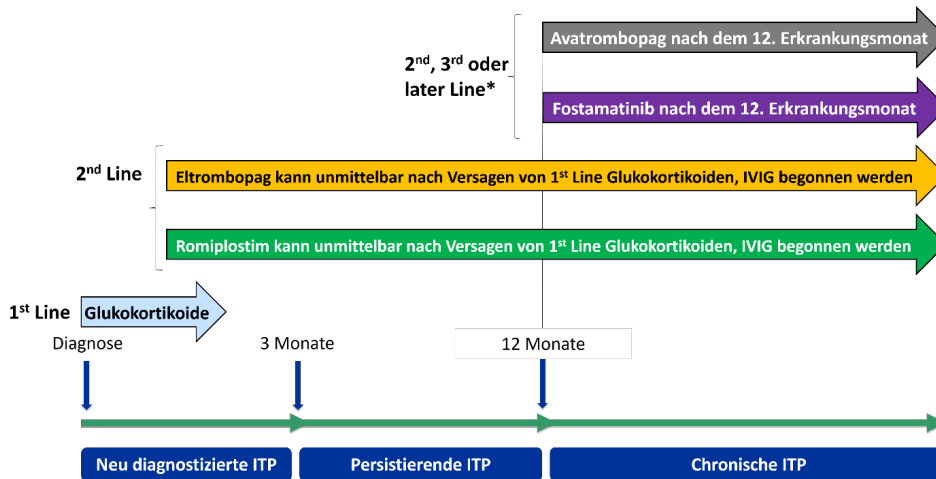 Avatrombopag nach dem 12. Erkrankungsmonat
2nd, 3rd oder
later Line*
Fostamatinib nach dem 12. Erkrankungsmonat
2nd Line
Eltrombopag kann unmittelbar nach Versagen von 1st Line Glukokortikoiden, IVIG begonnen werden
Romiplostim kann unmittelbar nach Versagen von 1st Line Glukokortikoiden, IVIG begonnen werden
1st Line
Glukokortikoide
Diagnose
3 Monate
12 Monate
Neu diagnostizierte ITP
Persistierende ITP
Chronische ITP